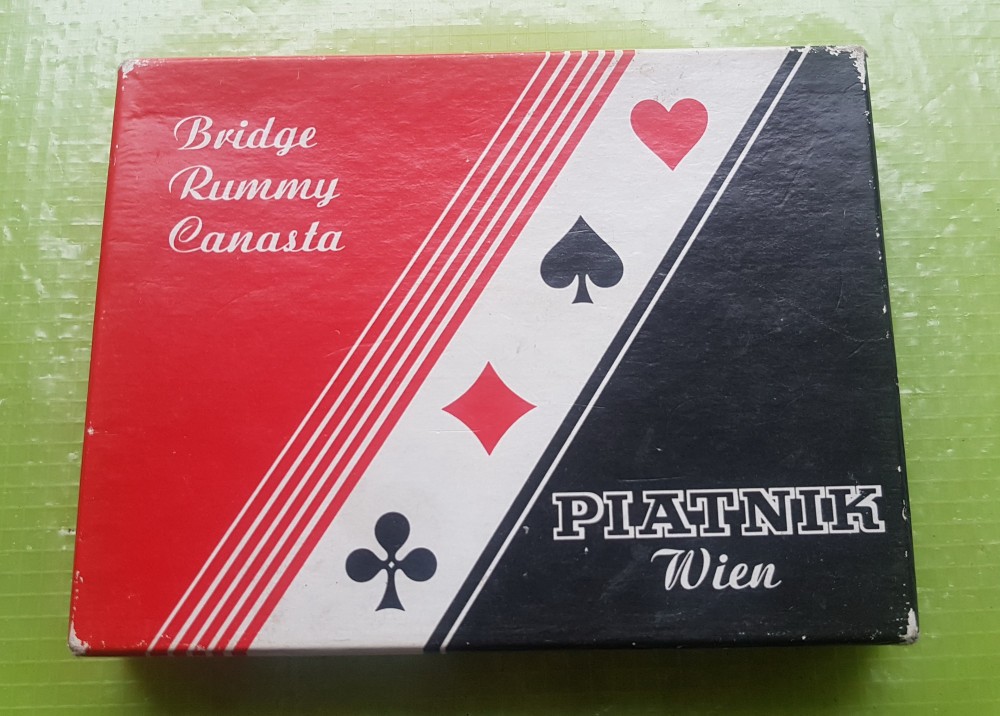 Bridge
Rummy
Canasta
PIATNIK
Wien